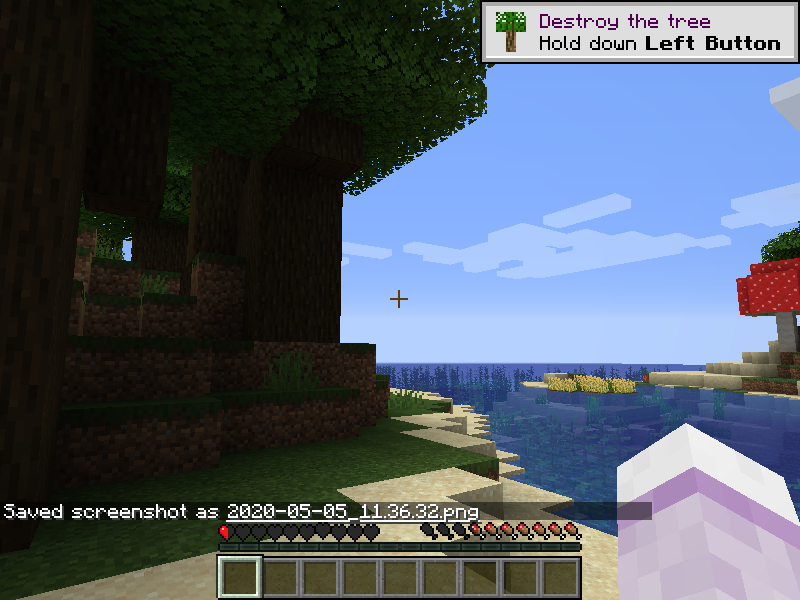 Destroy the tree
Hold down Left Button
Saved screenshot as 2020-05-05_11.36.32.png